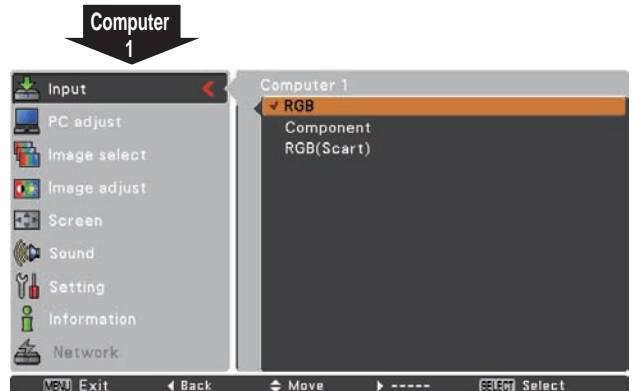 Computer
1
Input
PC adjust
Image select
Image adjust
Screen
Sound
Setting
Information
Network
Computer 1
✓ RGB
Component
RGB(Scart)
MENU Exit ◀ Back ◆ Move ▶ ----- SELECT Select